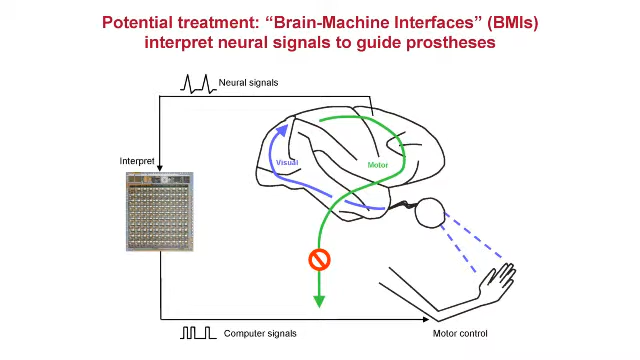 Potential treatment: “Brain-Machine Interfaces” (BMIs)
interpret neural signals to guide prostheses
Neural signals
Interpret
Visual
Motor
Computer signals
Motor control